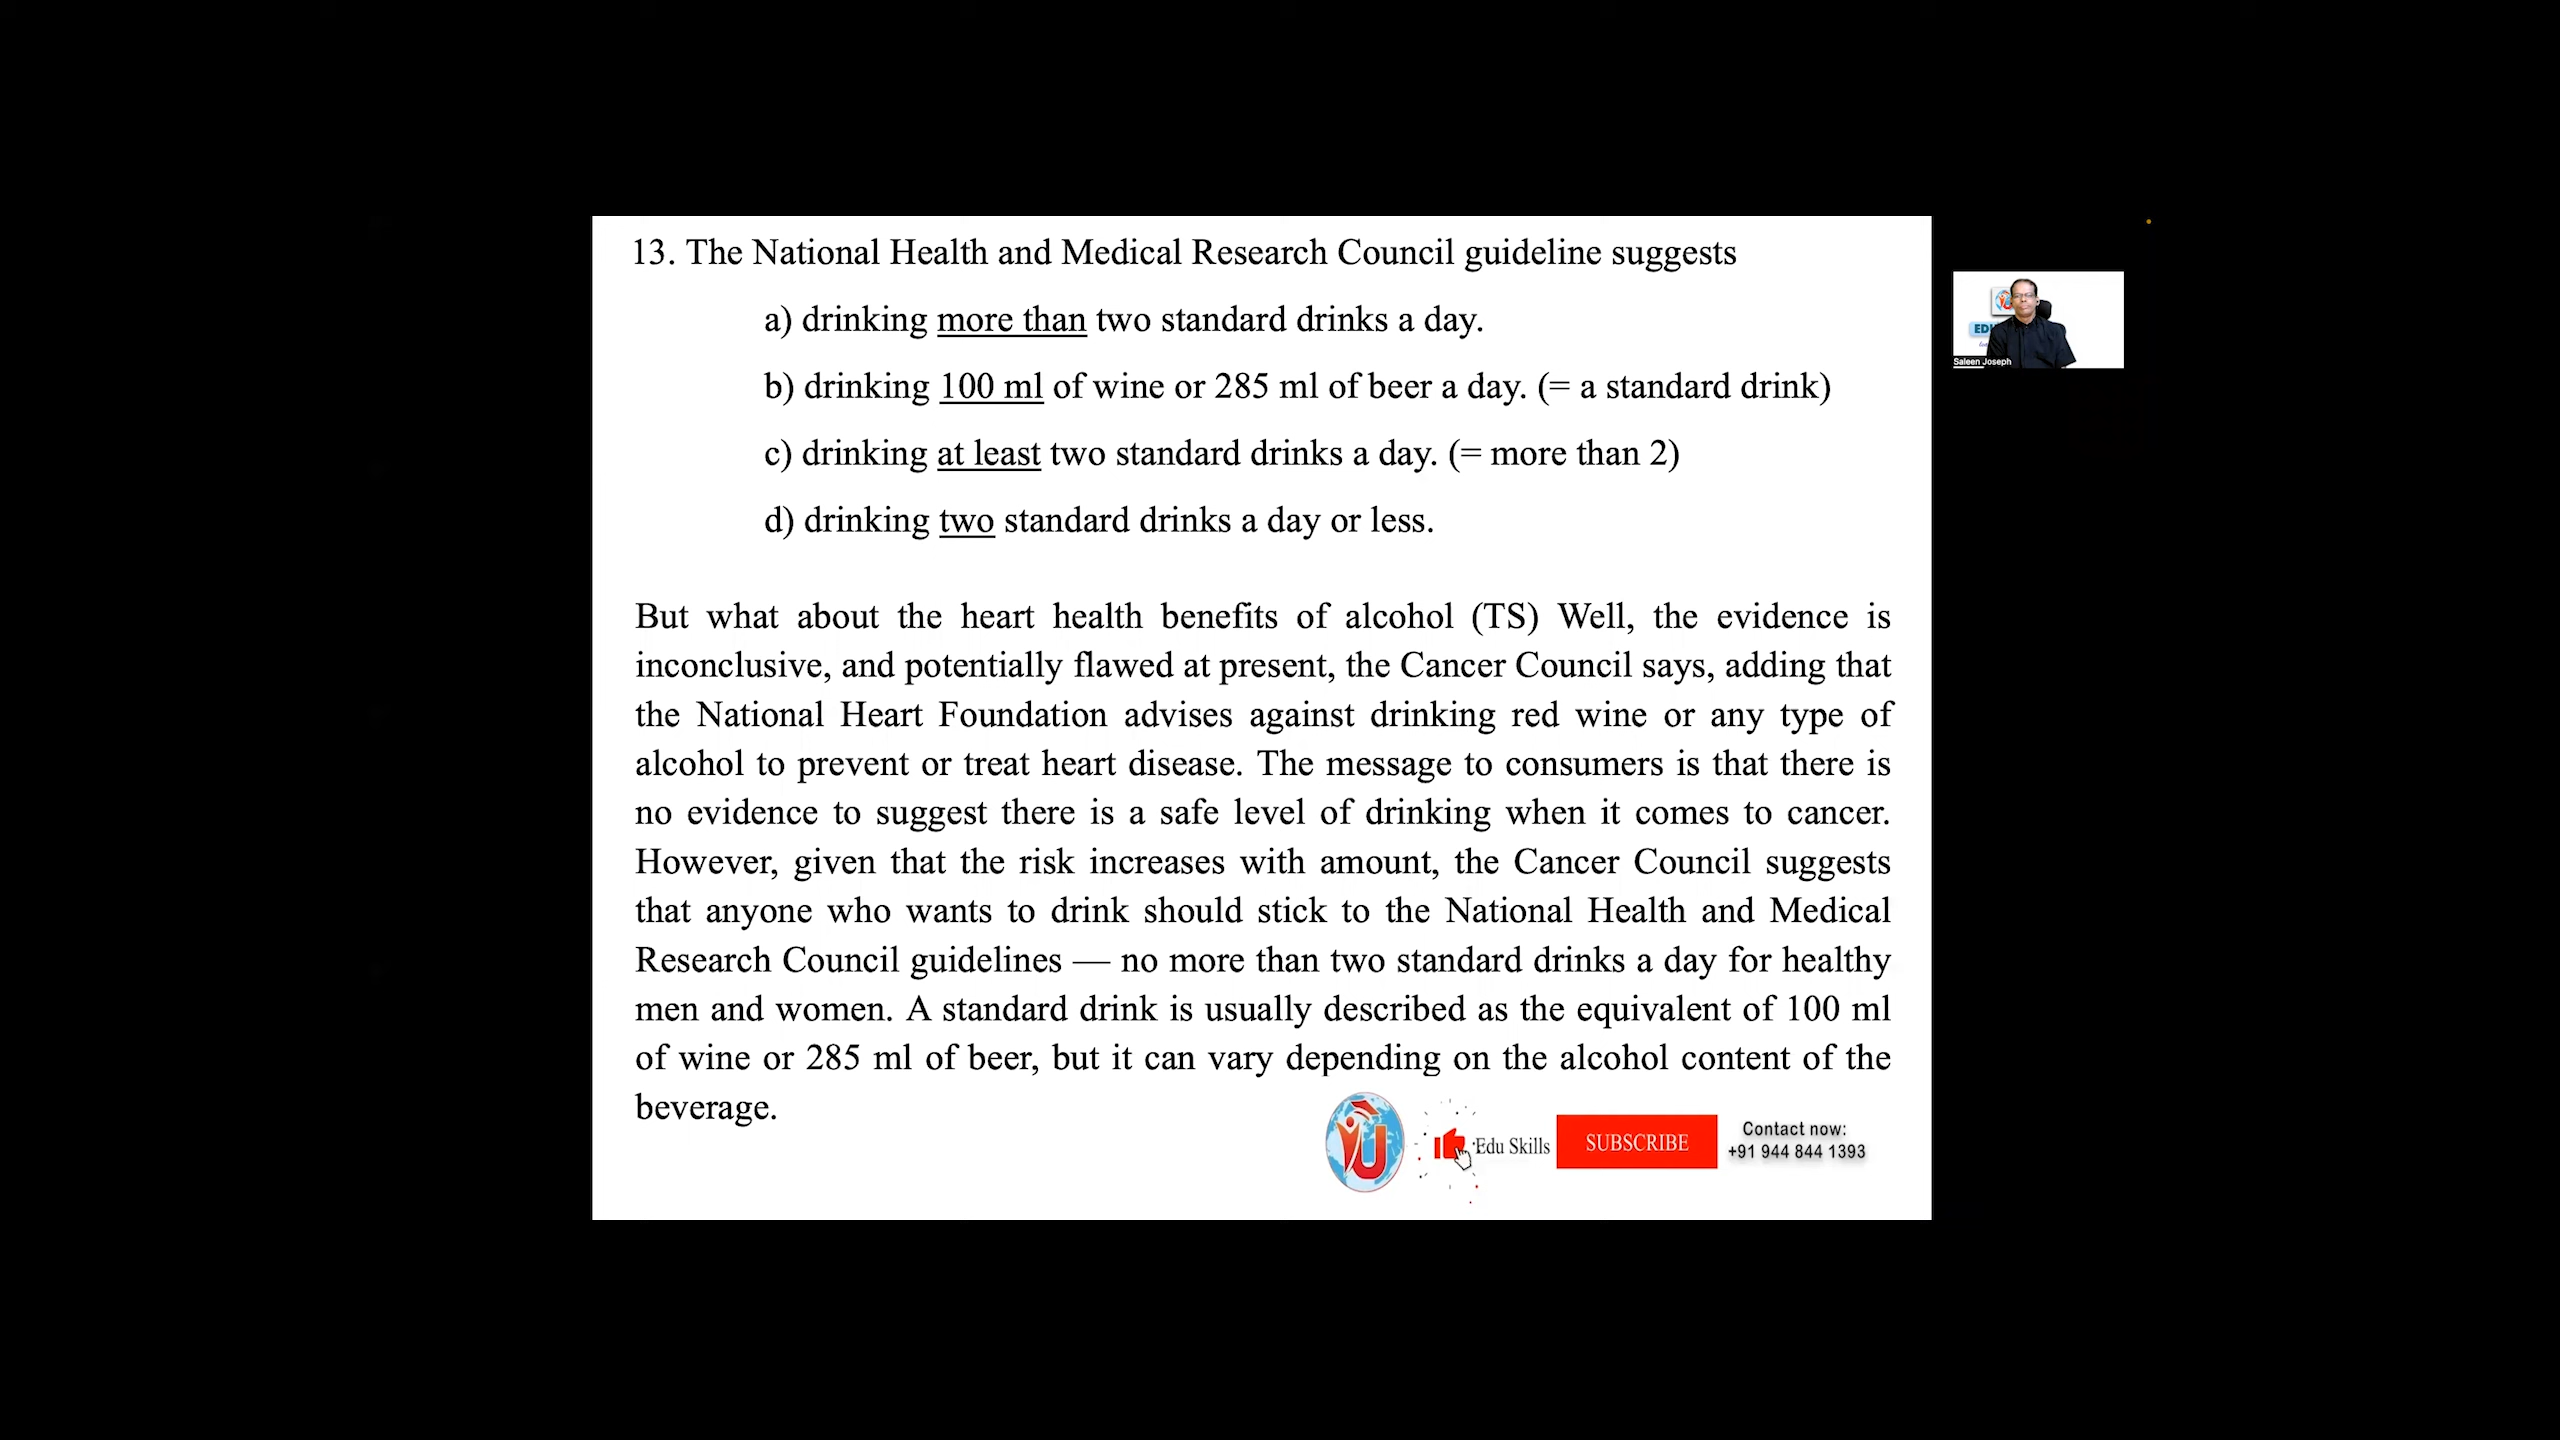 13. The National Health and Medical Research Council guideline suggests
a) drinking more than two standard drinks a day.
b) drinking 100 ml of wine or 285 ml of beer a day. (= a standard drink)
c) drinking at least two standard drinks a day. (= more than 2)
d) drinking two standard drinks a day or less.
But what about the heart health benefits of alcohol (TS) Well, the evidence is
inconclusive, and potentially flawed at present, the Cancer Council says, adding that
the National Heart Foundation advises against drinking red wine or any type of
alcohol to prevent or treat heart disease. The message to consumers is that there is
no evidence to suggest there is a safe level of drinking when it comes to cancer.
However, given that the risk increases with amount, the Cancer Council suggests
that anyone who wants to drink should stick to the National Health and Medical
Research Council guidelines — no more than two standard drinks a day for healthy
men and women. A standard drink is usually described as the equivalent of 100 ml
of wine or 285 ml of beer, but it can vary depending on the alcohol content of the
beverage.
Edu Skills
SUBSCRIBE
Contact now:
+91 944 844 1393
Saleen Joseph